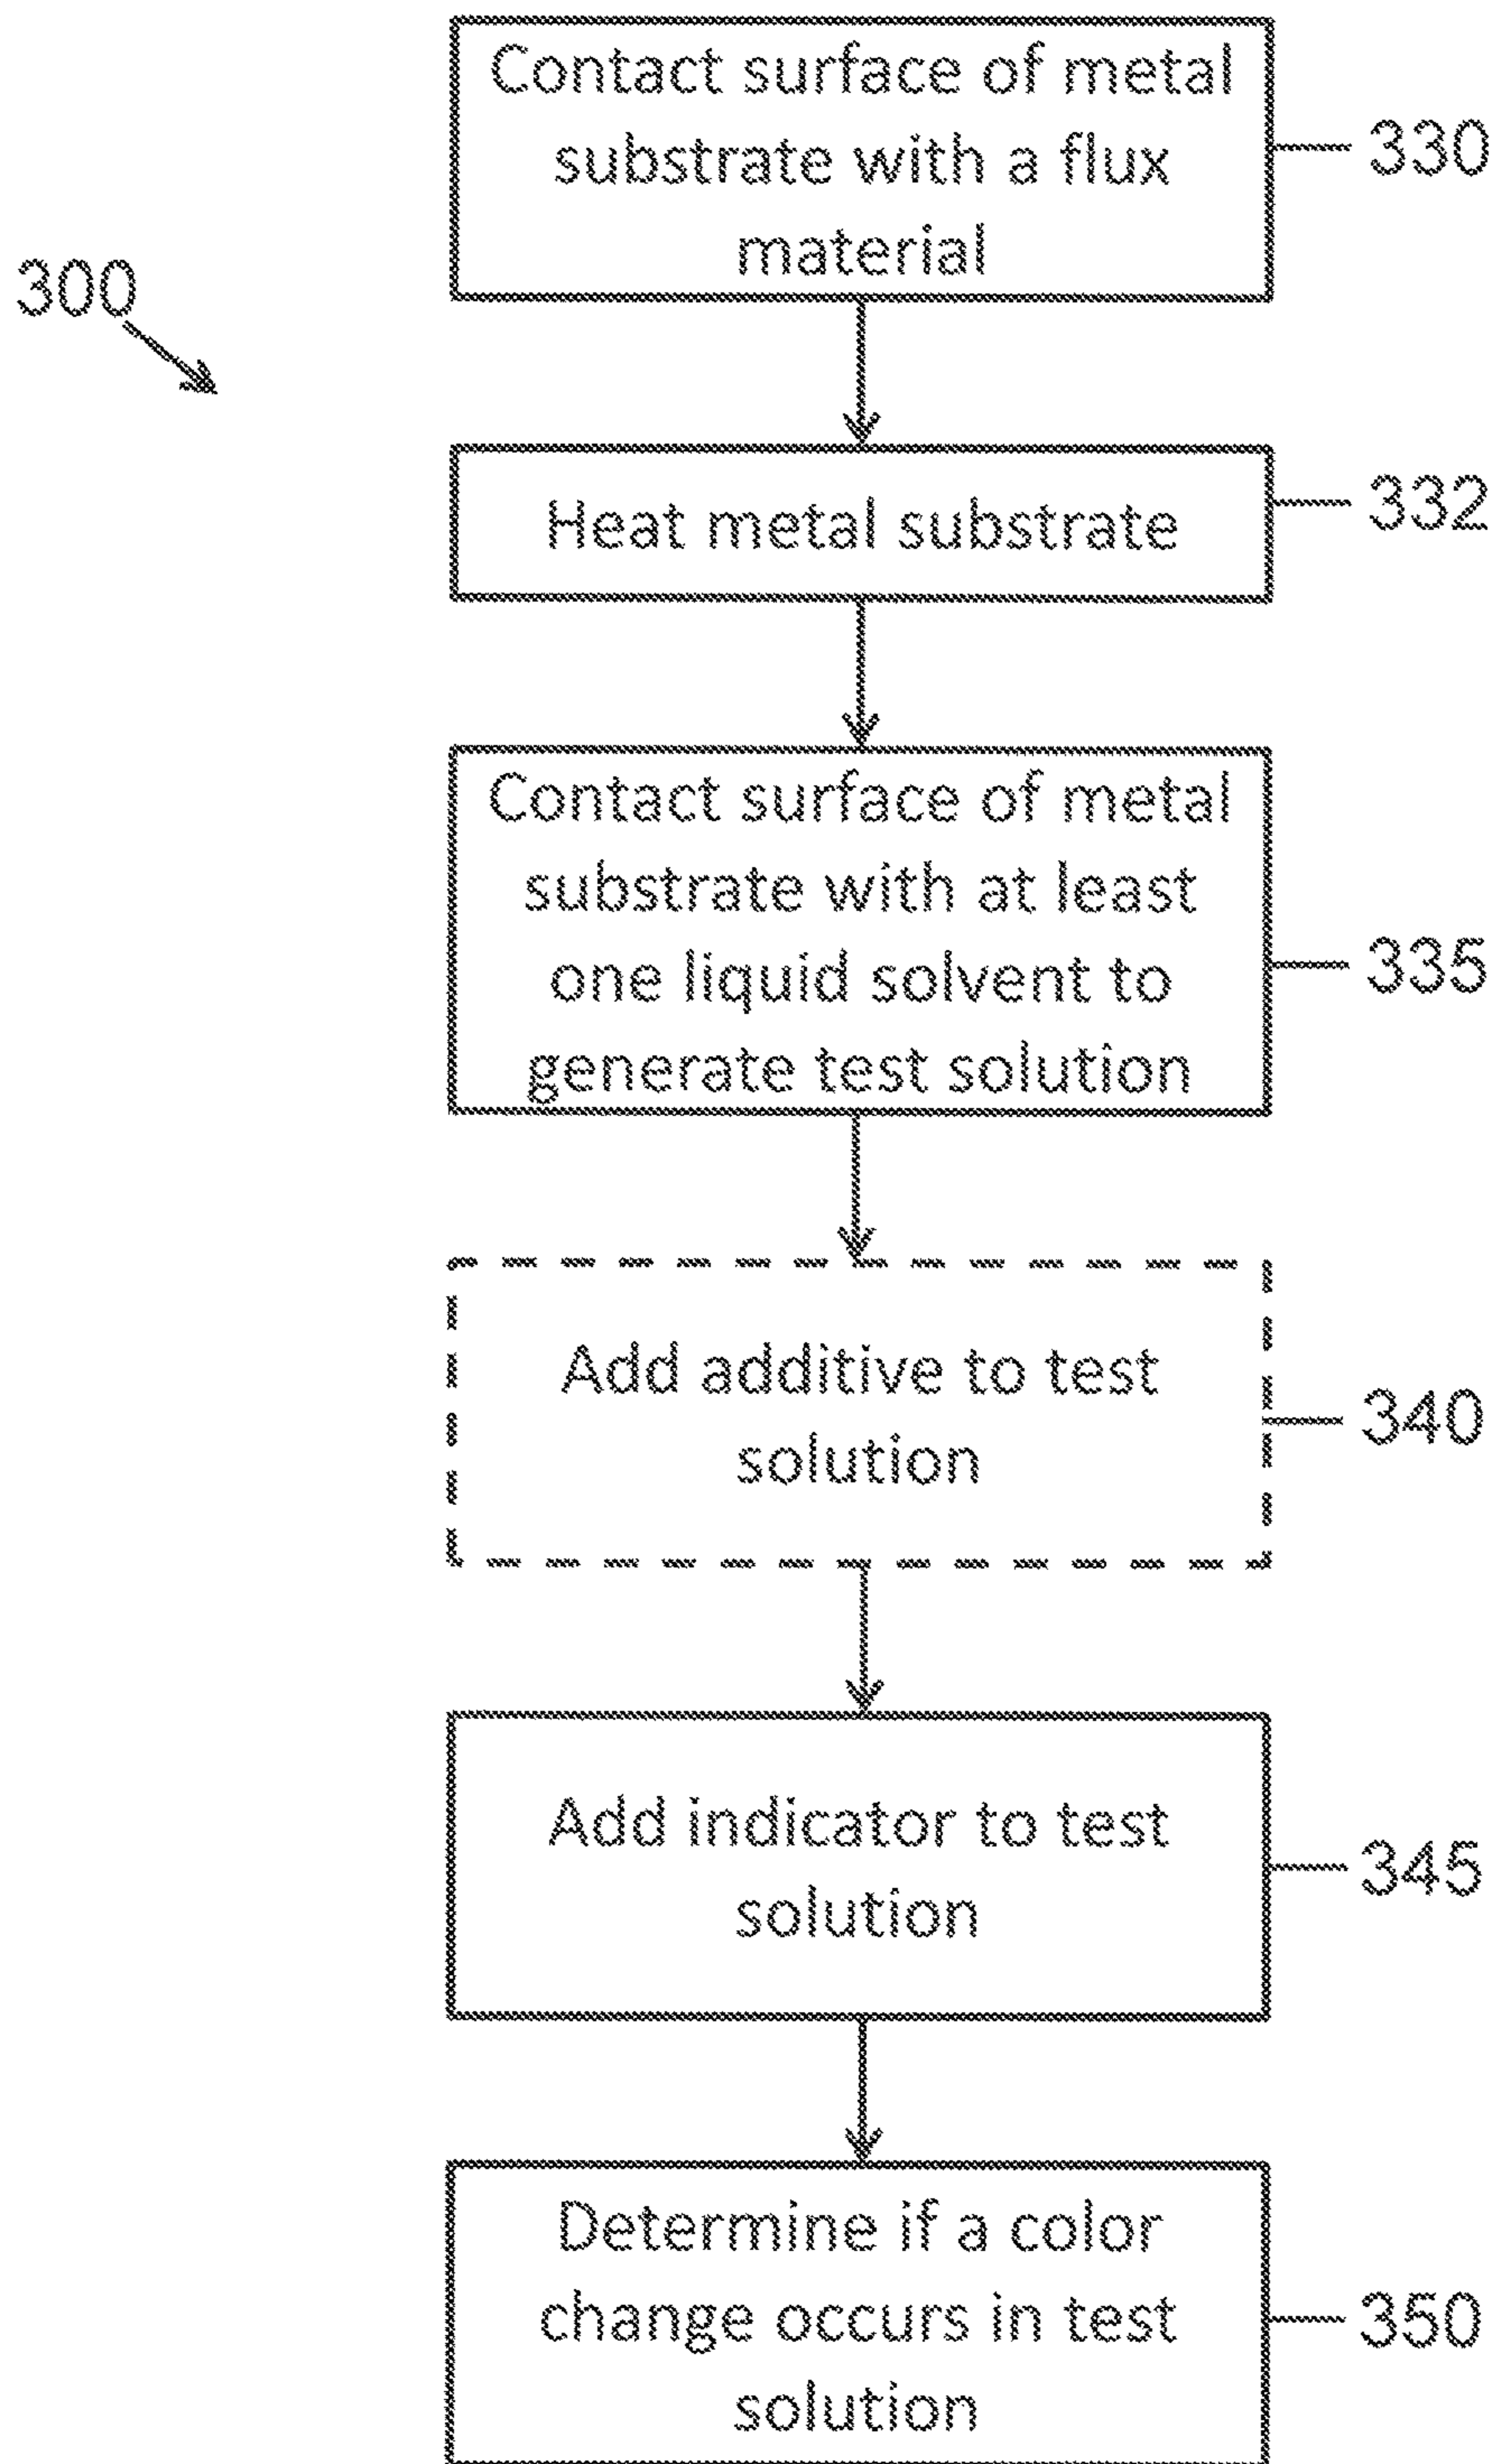 Contact surface of metal
substrate with a flux
material
330
300
Heat metal substrate
332
Contact surface of metal
substrate with at least
one liquid solvent to
generate test solution
335
Add additive to test
solution
340
Add indicator to test
solution
345
Determine if a color
change occurs in test
solution
350